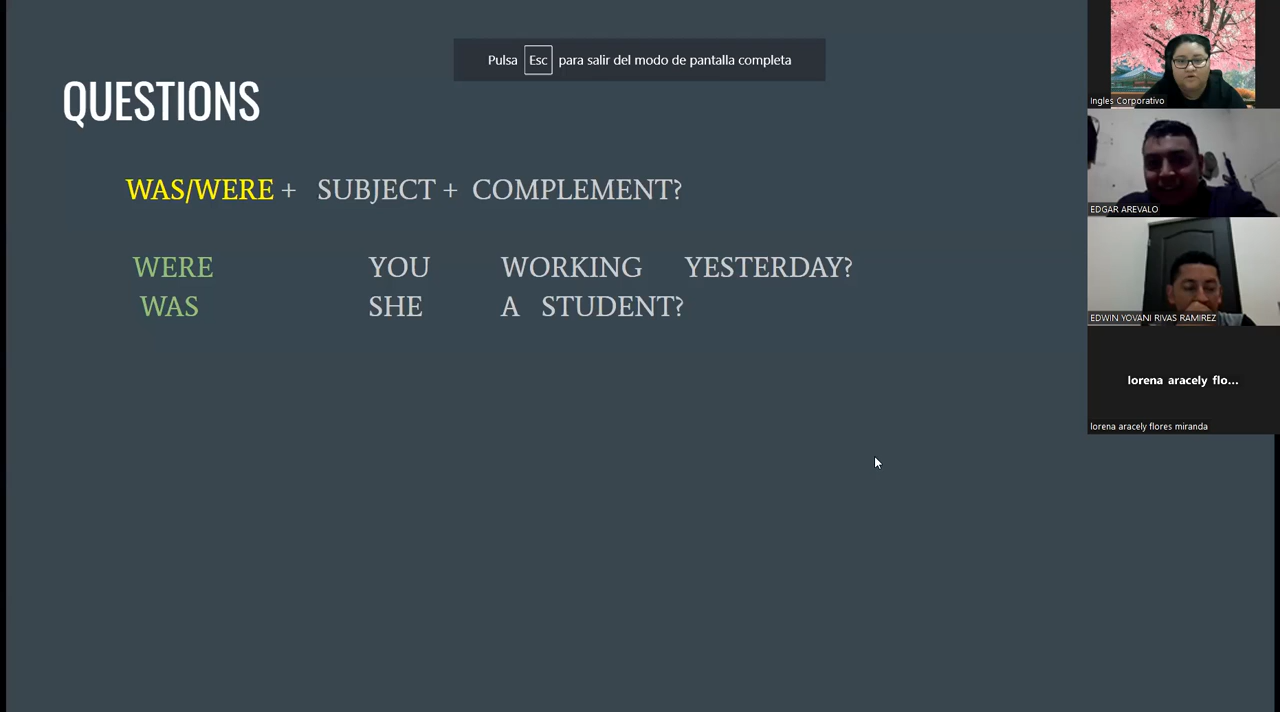 Pulsa Esc para salir del modo de pantalla completa
QUESTIONS
WAS/WERE + SUBJECT + COMPLEMENT?
WERE YOU WORKING YESTERDAY?
WAS SHE A STUDENT?
Ingles Corporativo
EDGAR AREVALO
EDWIN YOVANI RIVAS RAMIREZ
lorena aracely flo...
lorena aracely flores miranda